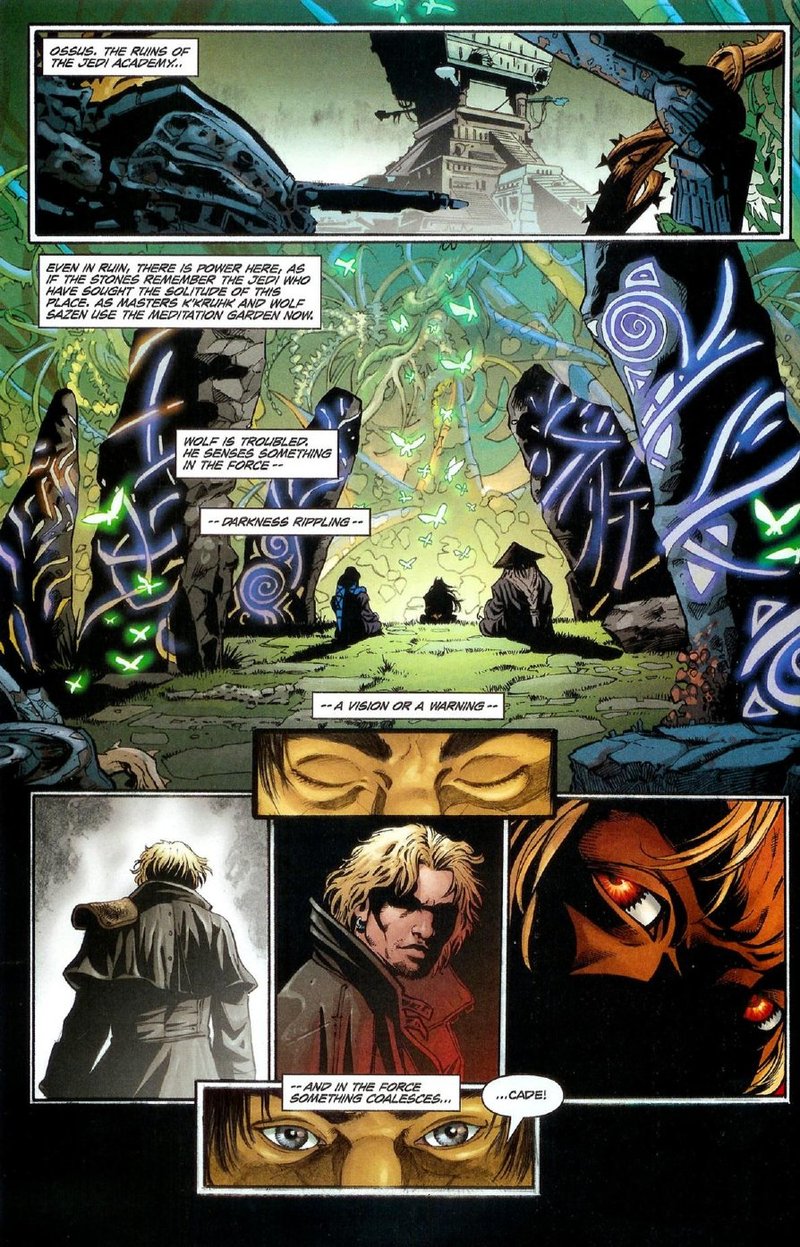 OSSUS. THE RUINS OF
THE JEDI ACADEMY...
EVEN IN RUIN, THERE IS POWER HERE, AS
IF THE STONES REMEMBER THE JEDI WHO
HAVE SOUGHT THE SOLITUDE OF THIS
PLACE. AS MASTERS K'KRUHK AND WOLF
SAZEN USE THE MEDITATION GARDEN NOW.
WOLF IS TROUBLED.
HE SENSES SOMETHING
IN THE FORCE --
-- DARKNESS RIPPLING --
-- A VISION OR A WARNING --
-- AND IN THE FORCE
SOMETHING COALESCES...
...CADE!